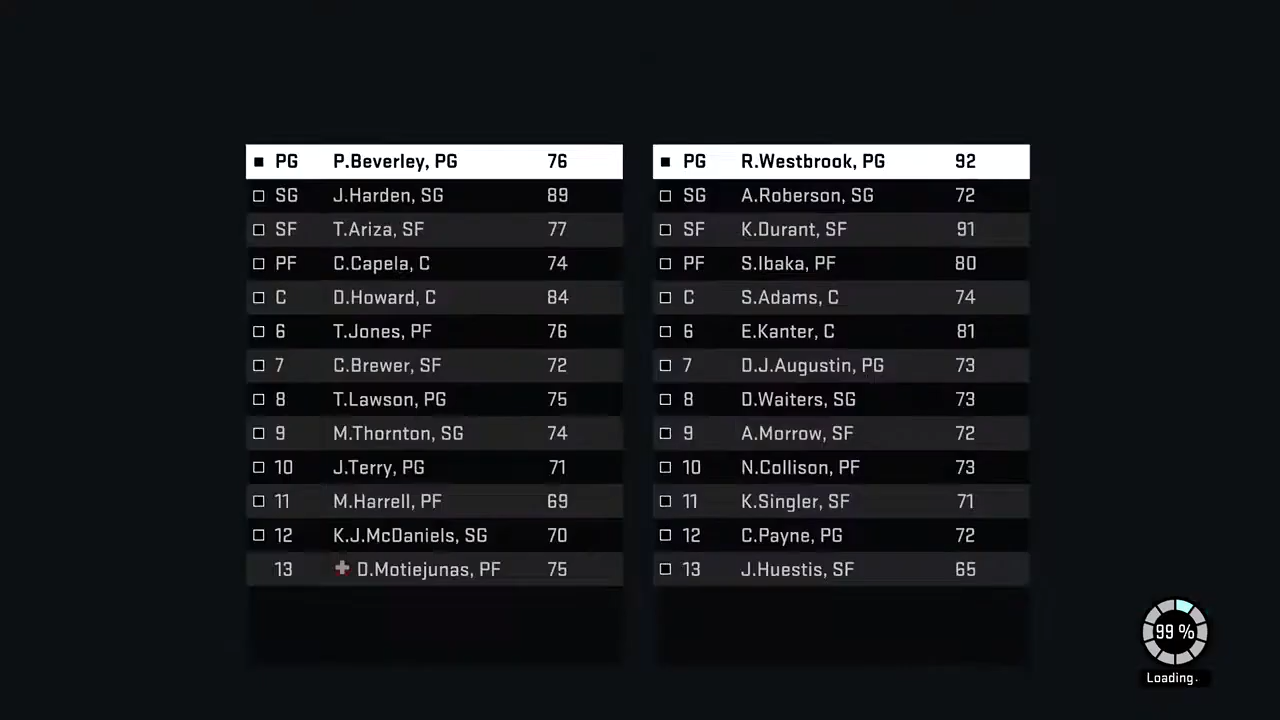 PG P.Beverley, PG 76
SG J.Harden, SG 89
SF T.Ariza, SF 77
PF C.Capela, C 74
C D.Howard, C 84
6 T.Jones, PF 76
7 C.Brewer, SF 72
8 T.Lawson, PG 75
9 M.Thornton, SG 74
10 J.Terry, PG 71
11 M.Harrell, PF 69
12 K.J.McDaniels, SG 70
13 D.Motiejunas, PF 75
PG R.Westbrook, PG 92
SG A.Roberson, SG 72
SF K.Durant, SF 91
PF S.Ibaka, PF 80
C S.Adams, C 74
6 E.Kanter, C 81
7 D.J.Augustin, PG 73
8 D.Waiters, SG 73
9 A.Morrow, SF 72
10 N.Collison, PF 73
11 K.Singler, SF 71
12 C.Payne, PG 72
13 J.Huestis, SF 65
99 %
Loading.